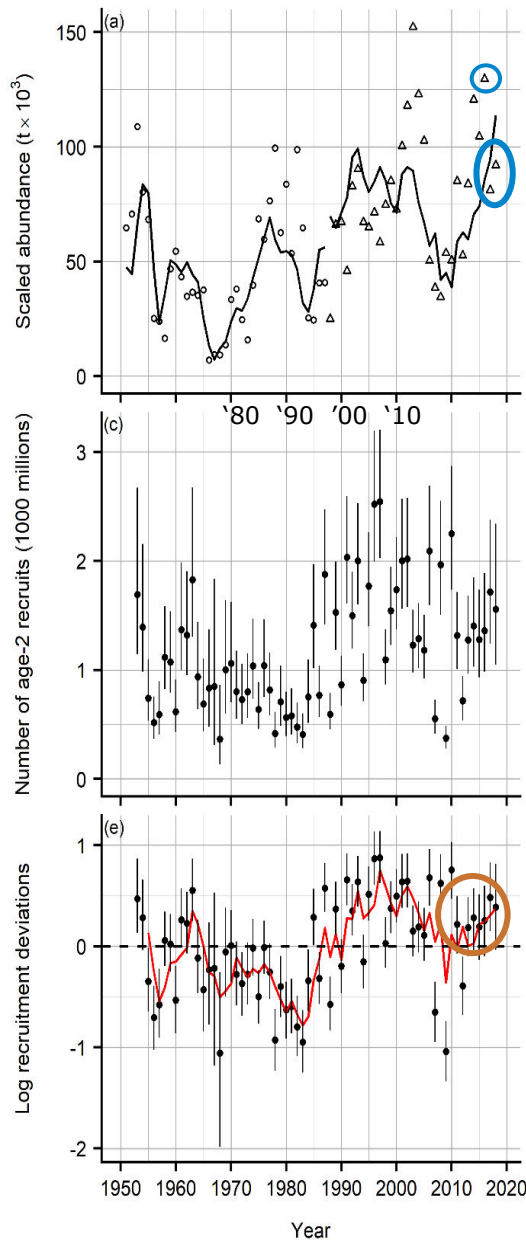 (a)
Scaled abundance (t × 10³)
150
100
50
0
'80 '90 '00 '10
(c)
Number of age-2 recruits (1000 millions)
3
2
1
0
(e)
Log recruitment deviations
1
0
-1
-2
1950 1960 1970 1980 1990 2000 2010 2020
Year